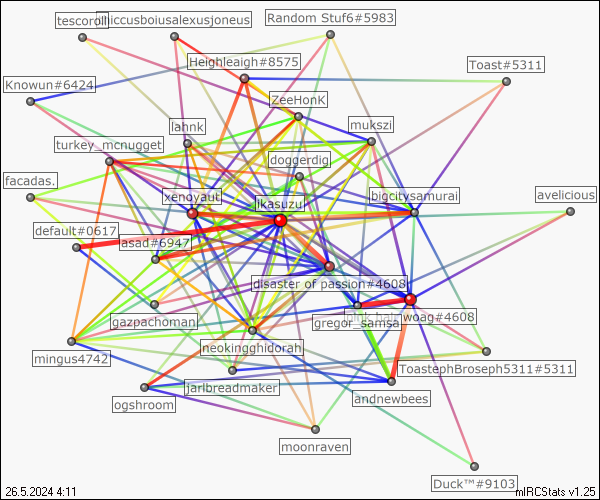 tescoroll
thiccusboiusalexusjoneus
Random Stuf6#5983
Heighleaigh#8575
Toast#5311
Knowun#6424
ZeeHonK
lahnk
mukszi
turkey_mcnugget
doggerdig
facadas.
xenoyaut
likasuzu
bigcitysamurai
avelicious
default#0617
asad#6947
disaster of passion#4608
woag#4608
gazpachoman
gregor_samsa
neokingghidorah
mingus4742
ToastephBroseph5311#5311
jarlbreadmaker
andnewbees
ogshroom
moonraven
Duck™#9103
26.5.2024 4:11
mIRCStats v1.25